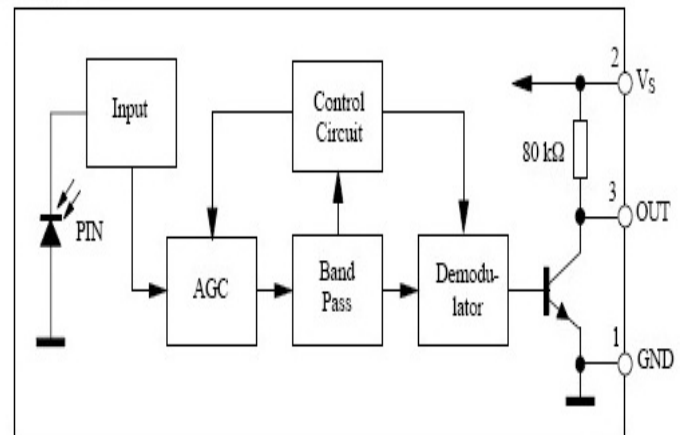 Input
Control
Circuit
2
VS
80 kΩ
3
OUT
PIN
AGC
Band
Pass
Demodu-
lator
1
GND